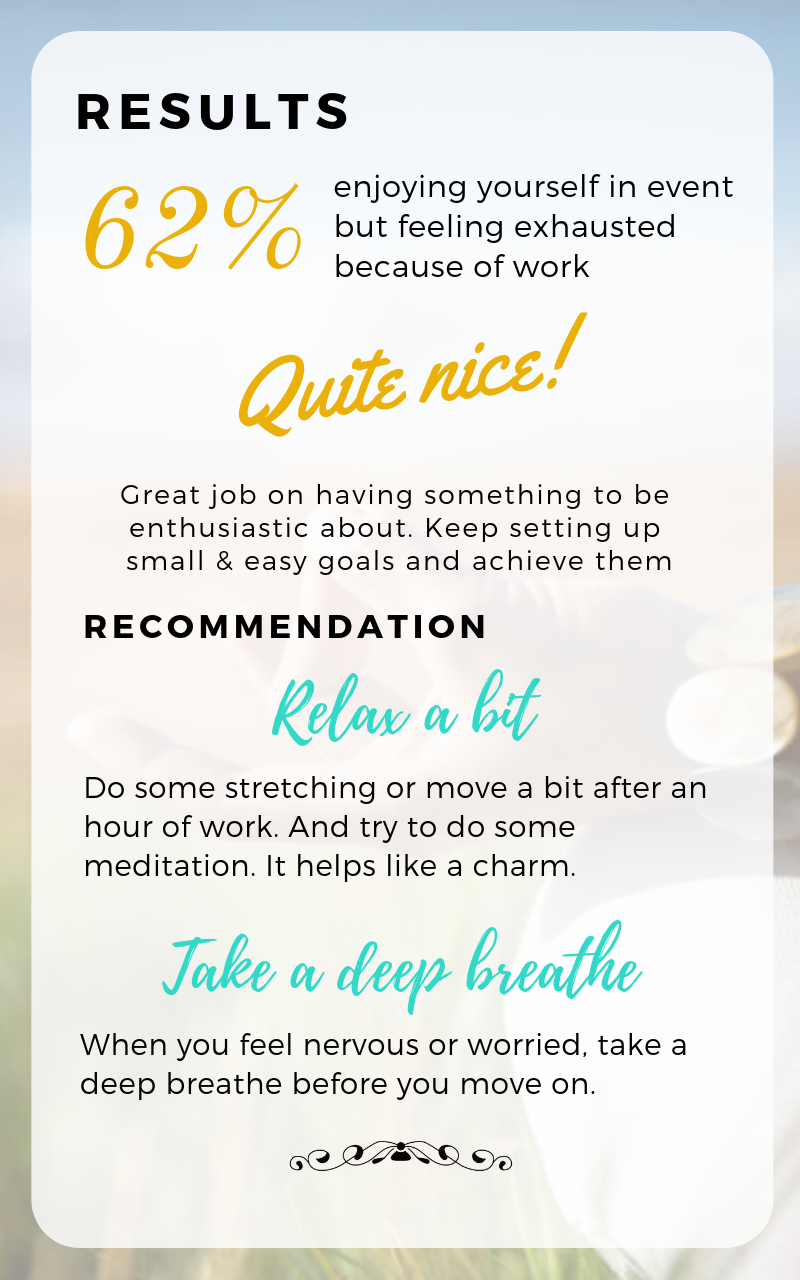 RESULTS
62%
enjoying yourself in event
but feeling exhausted
because of work
Quite nice!
Great job on having something to be
enthusiastic about. Keep setting up
small & easy goals and achieve them
RECOMMENDATION
Relax a bit
Do some stretching or move a bit after an
hour of work. And try to do some
meditation. It helps like a charm.
Take a deep breathe
When you feel nervous or worried, take a
deep breathe before you move on.